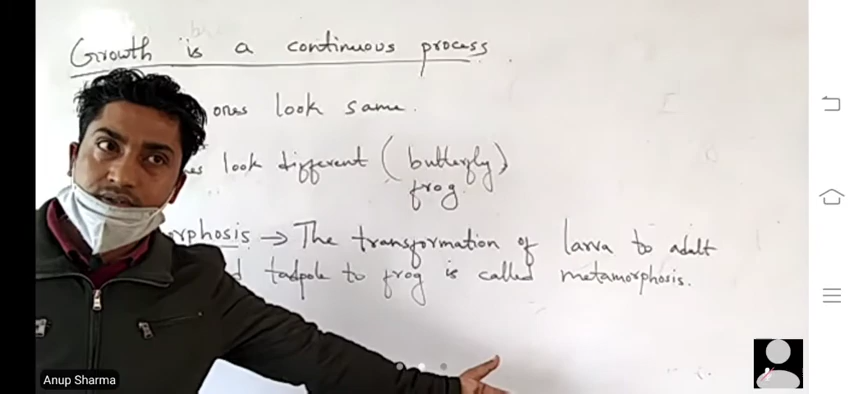 Growth is a continuous process
ones look same.
look different (butterfly)
frog
rphosis → The transformation of larva to adult
tadpole to frog is called metamorphosis.
Anup Sharma